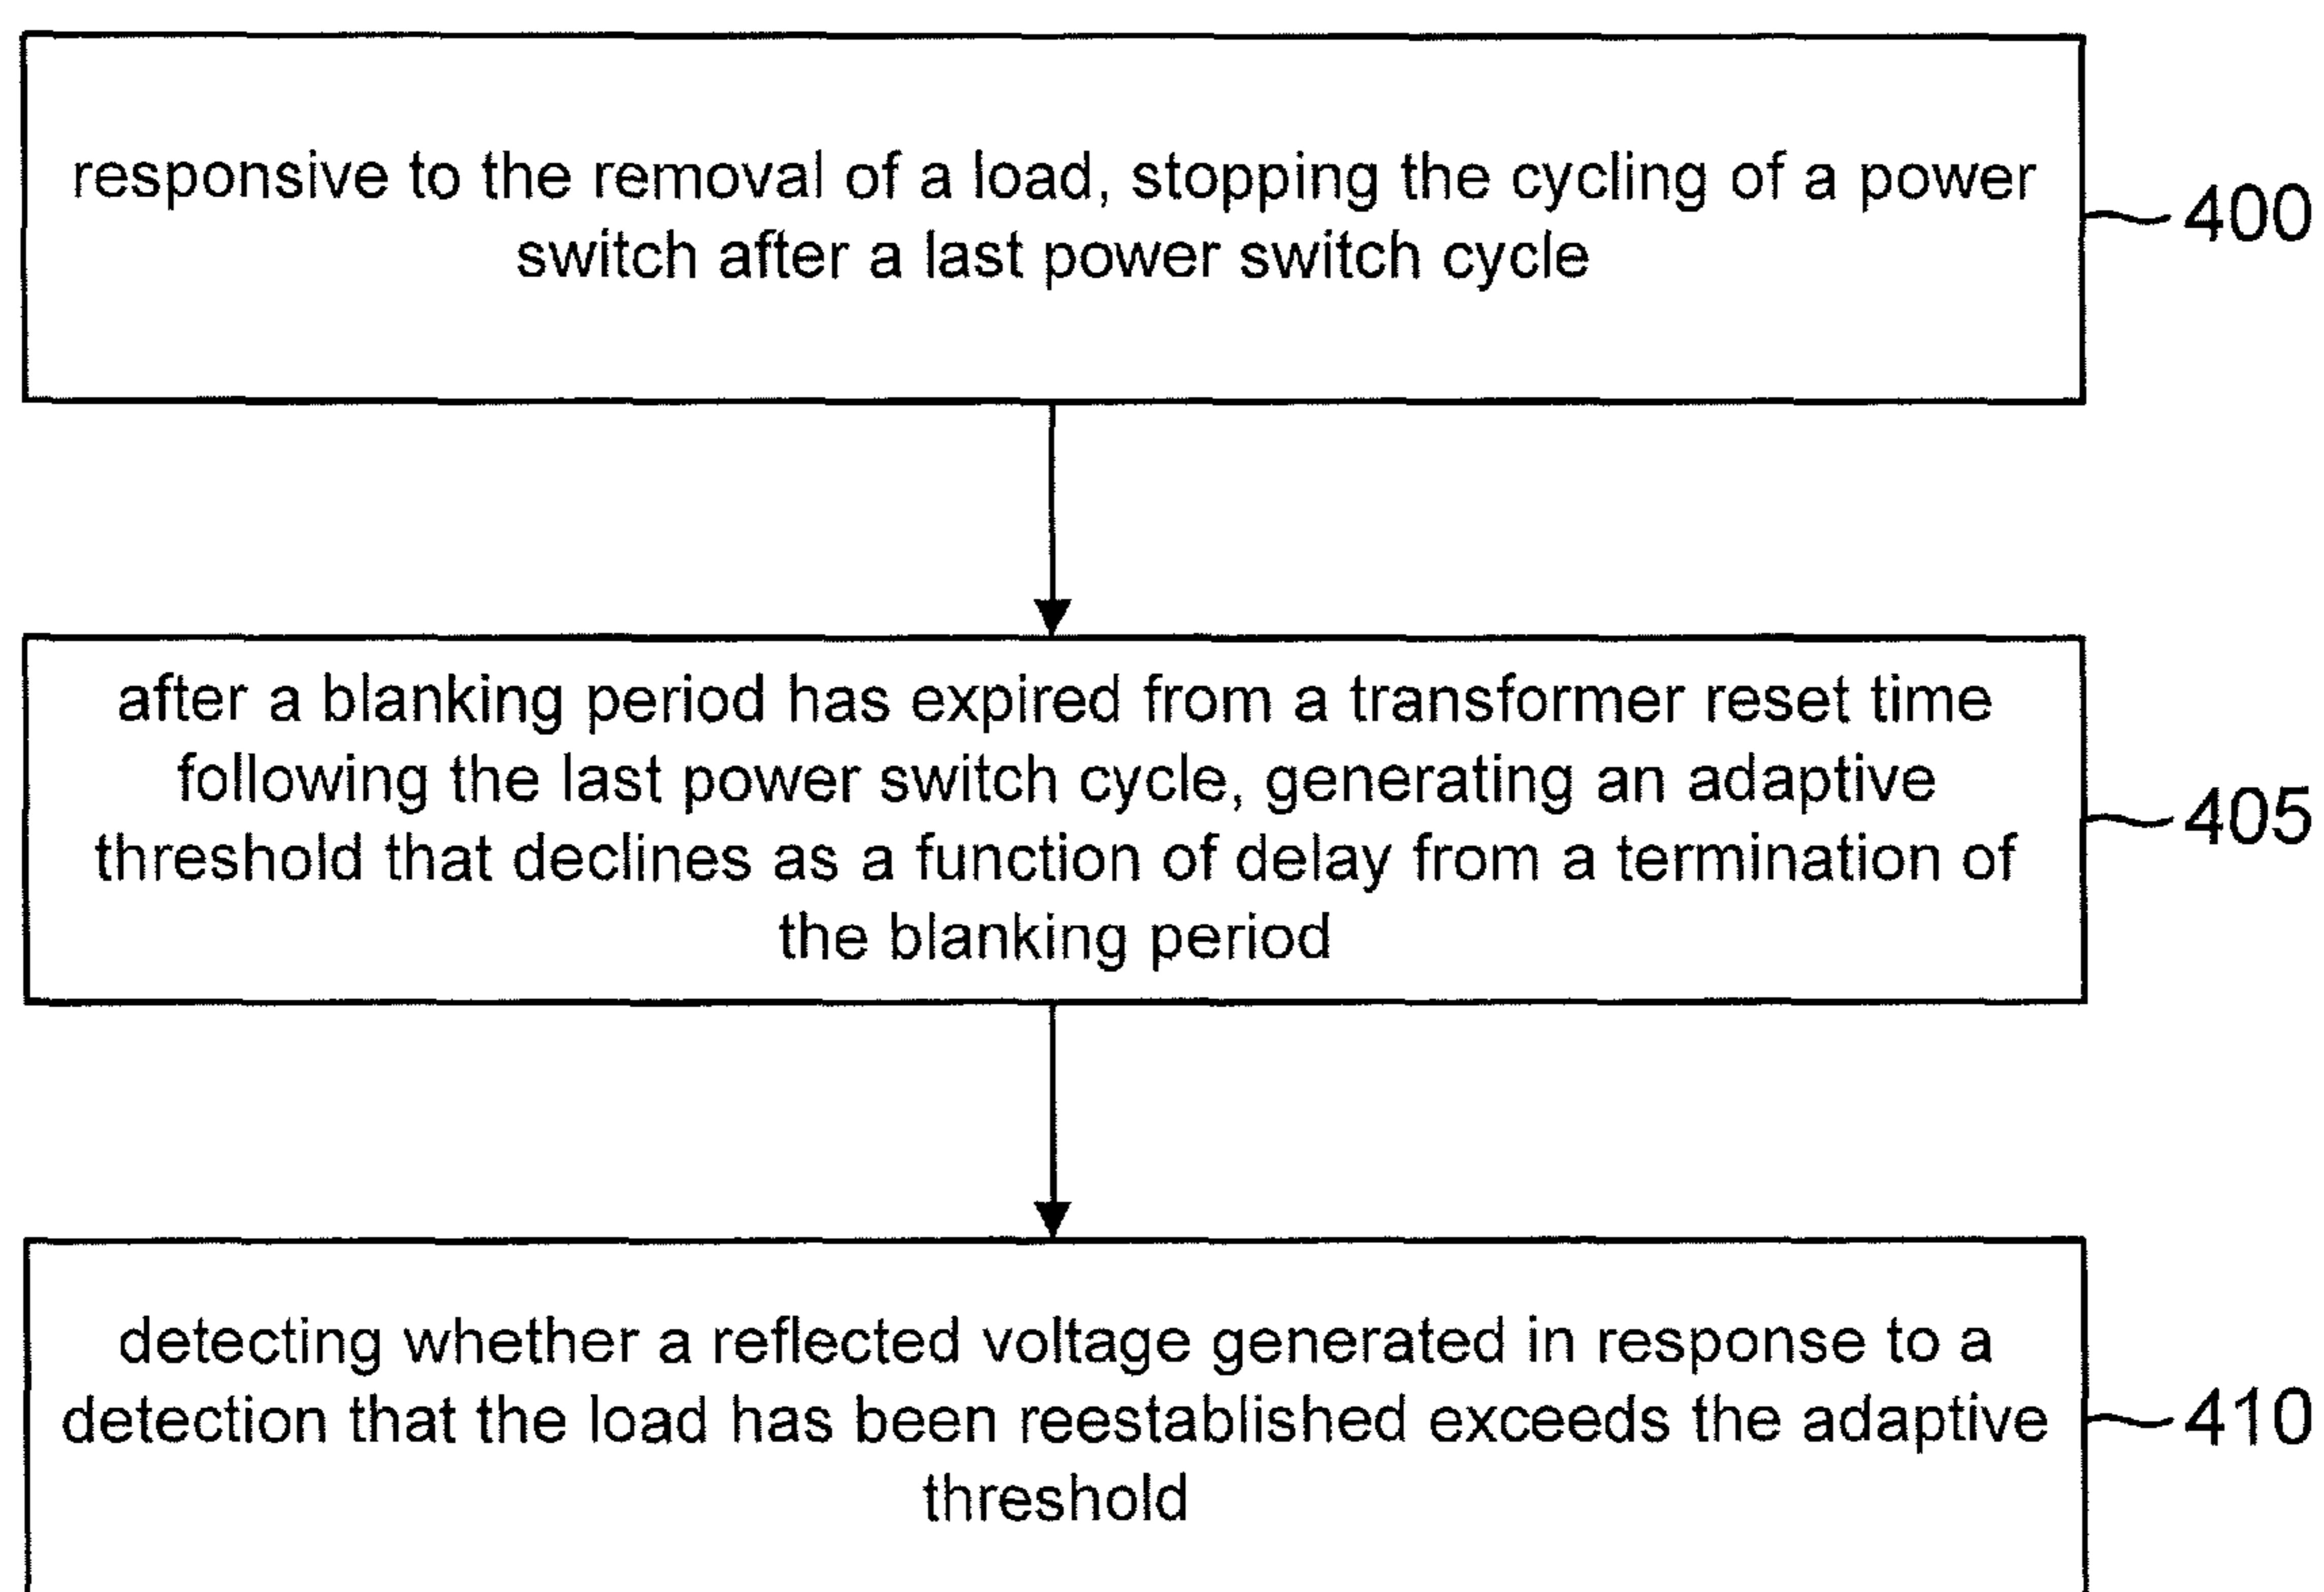 responsive to the removal of a load, stopping the cycling of a power
switch after a last power switch cycle
400
after a blanking period has expired from a transformer reset time
following the last power switch cycle, generating an adaptive
threshold that declines as a function of delay from a termination of
the blanking period
405
detecting whether a reflected voltage generated in response to a
detection that the load has been reestablished exceeds the adaptive
threshold
410